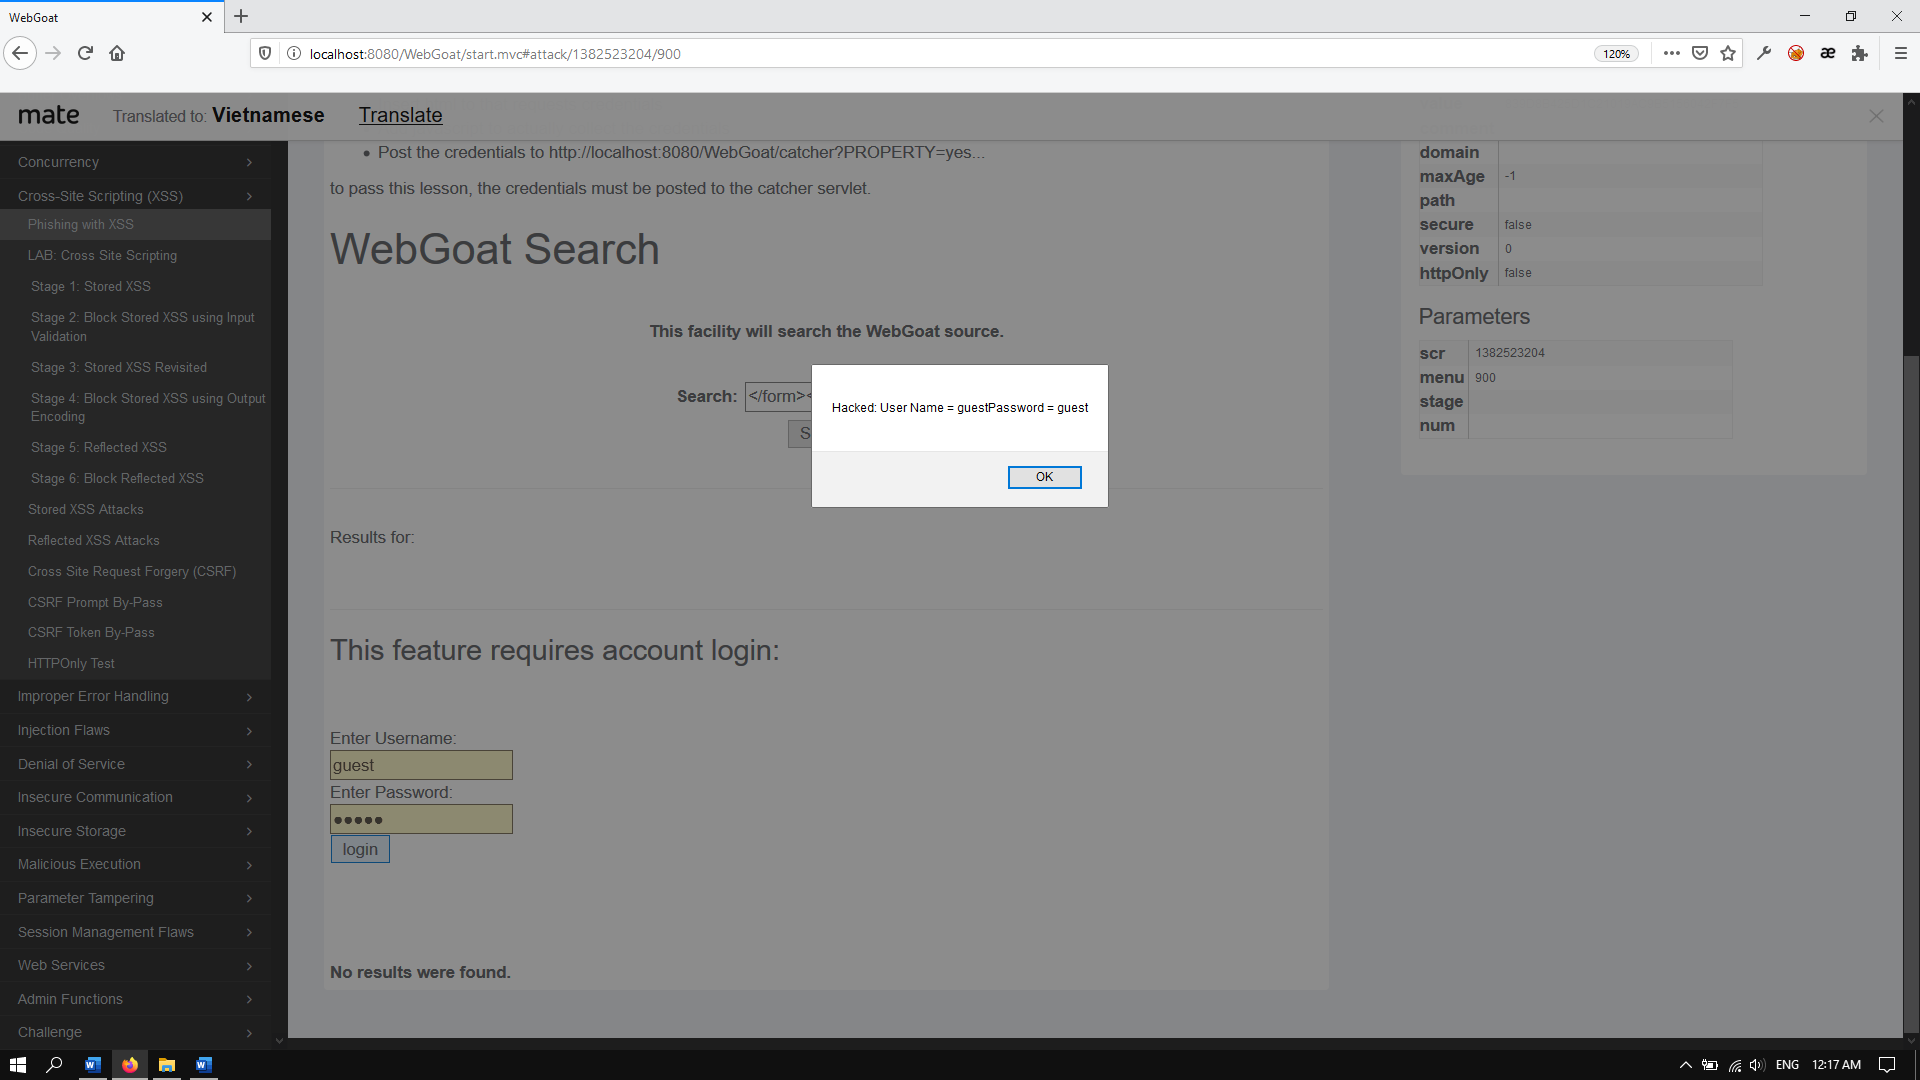 WebGoat
localhost:8080/WebGoat/start.mvc#attack/1382523204/900
120%
mate
Translated to: Vietnamese
Translate
Concurrency
Cross-Site Scripting (XSS)
Phishing with XSS
LAB: Cross Site Scripting
Stage 1: Stored XSS
Stage 2: Block Stored XSS using Input
Validation
Stage 3: Stored XSS Revisited
Stage 4: Block Stored XSS using Output
Encoding
Stage 5: Reflected XSS
Stage 6: Block Reflected XSS
Stored XSS Attacks
Reflected XSS Attacks
Cross Site Request Forgery (CSRF)
CSRF Prompt By-Pass
CSRF Token By-Pass
HTTPOnly Test
Improper Error Handling
Injection Flaws
Denial of Service
Insecure Communication
Insecure Storage
Malicious Execution
Parameter Tampering
Session Management Flaws
Web Services
Admin Functions
Challenge
• Post the credentials to http://localhost:8080/WebGoat/catcher?PROPERTY=yes...
to pass this lesson, the credentials must be posted to the catcher servlet.
WebGoat Search
This facility will search the WebGoat source.
Search: </form><
S
Hacked: User Name = guestPassword = guest
OK
Results for:
This feature requires account login:
Enter Username:
guest
Enter Password:
●●●●●
login
No results were found.
domain
maxAge -1
path
secure false
version 0
httpOnly false
Parameters
scr 1382523204
menu 900
stage
num
ENG
12:17 AM